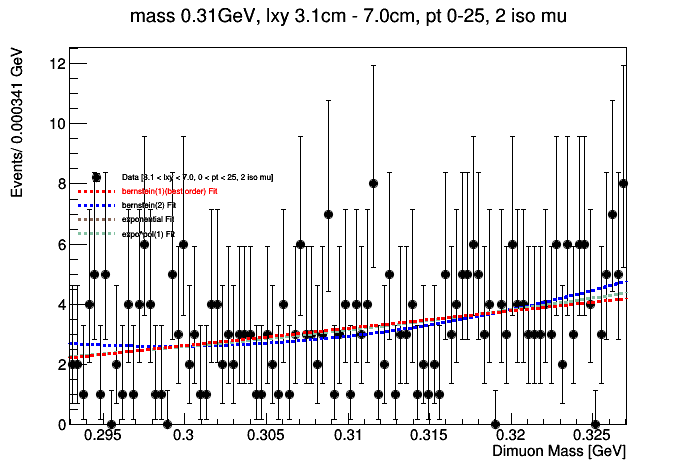 mass 0.31GeV, lxy 3.1cm - 7.0cm, pt 0-25, 2 iso mu
Events/ 0.000341 GeV
12
10
8
6
4
2
0
Data [3.1 < lxy < 7.0, 0 < pt < 25, 2 iso mu]
bernstein(1)(best order) Fit
bernstein(2) Fit
exponential Fit
expo*pol(1) Fit
0.295 0.3 0.305 0.31 0.315 0.32 0.325
Dimuon Mass [GeV]